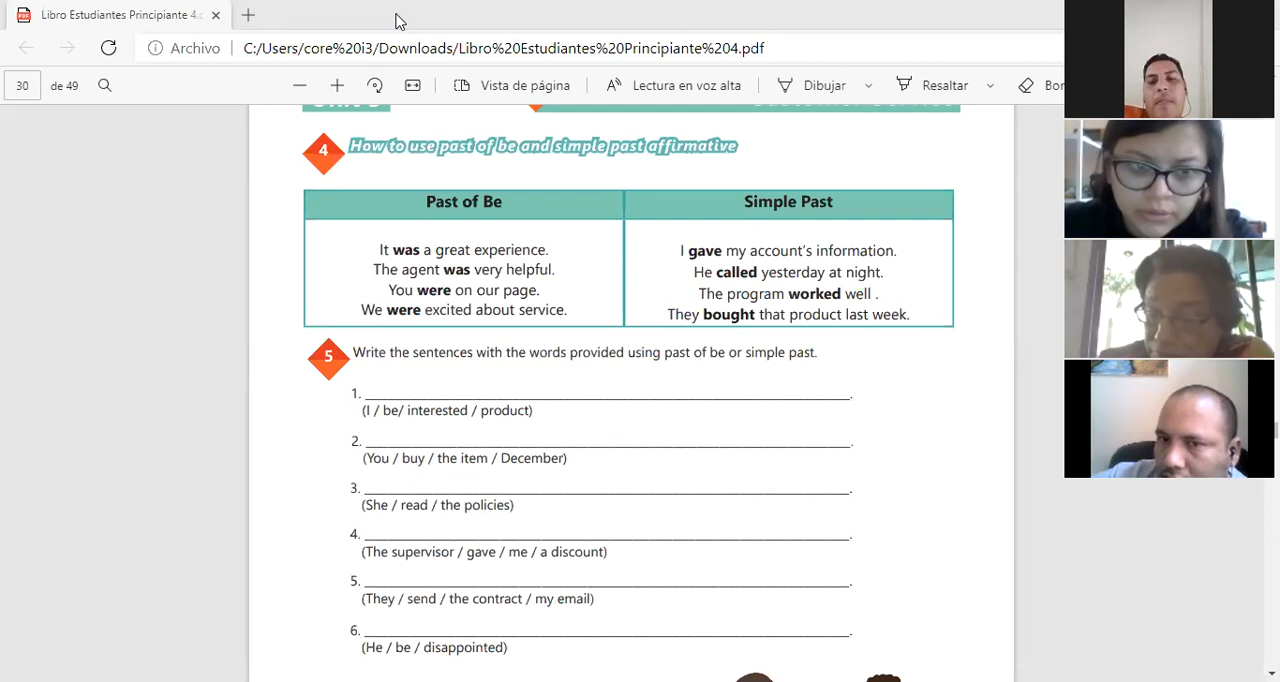 Libro Estudiantes Principiante 4.
Archivo C:/Users/core%20i3/Downloads/Libro%20Estudiantes%20Principiante%204.pdf
30 de 49 Vista de página Lectura en voz alta Dibujar Resaltar
4 How to use past of be and simple past affirmative
Past of Be Simple Past
It was a great experience. I gave my account's information.
The agent was very helpful. He called yesterday at night.
You were on our page. The program worked well .
We were excited about service. They bought that product last week.
5 Write the sentences with the words provided using past of be or simple past.
1. ____________________.
(I / be/ interested / product)
2. ____________________.
(You / buy / the item / December)
3. ____________________.
(She / read / the policies)
4. ____________________.
(The supervisor / gave / me / a discount)
5. ____________________.
(They / send / the contract / my email)
6. ____________________.
(He / be / disappointed)